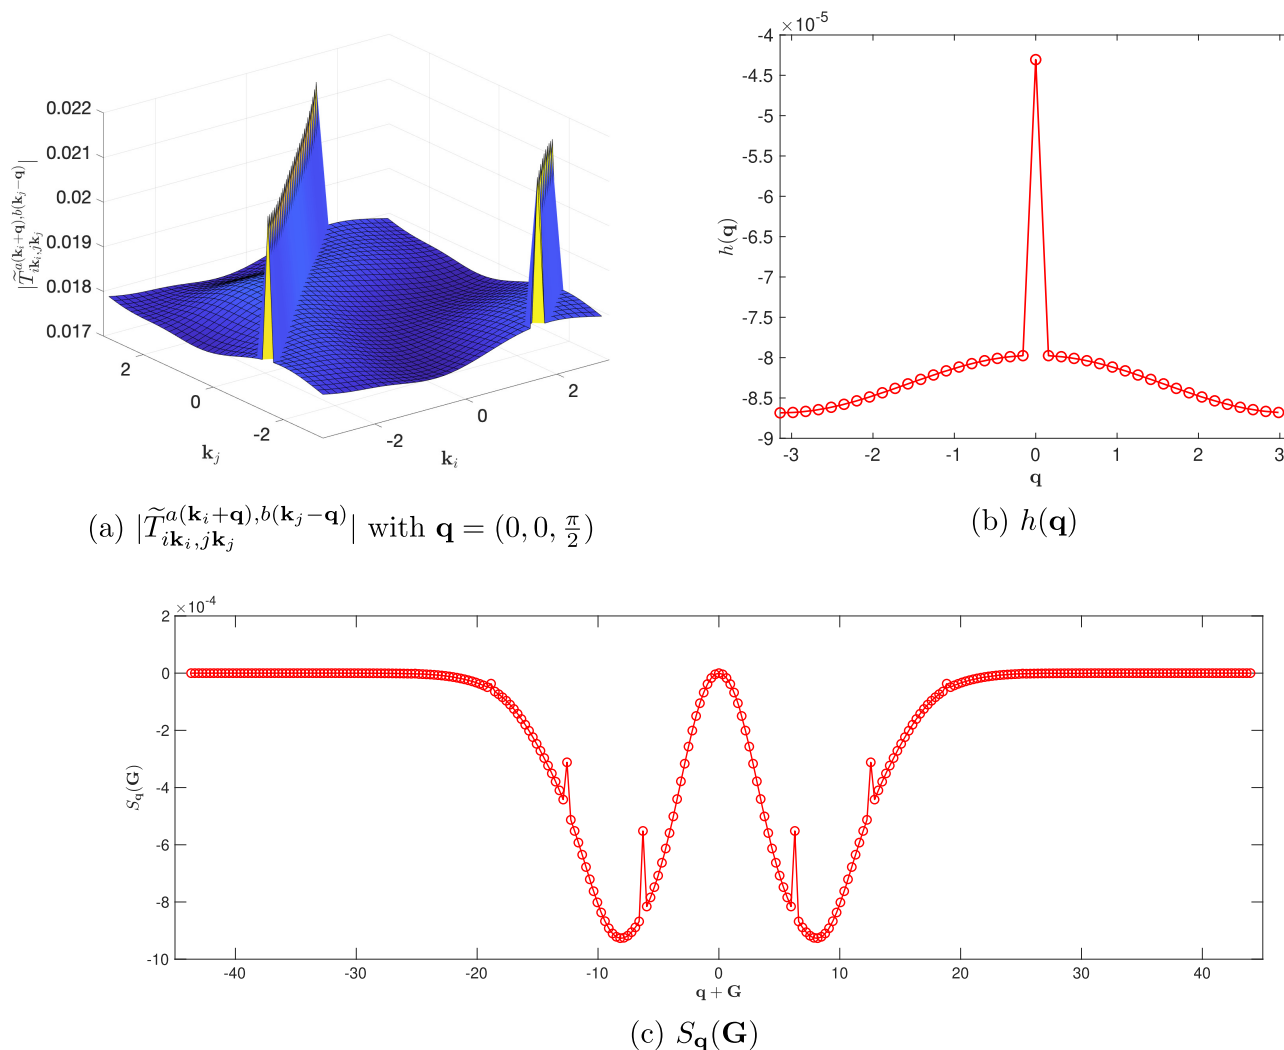 0.022
0.021
0.02
0.019
0.018
0.017
|T̃_{i𝐤_i,j𝐤_j}^{a(𝐤_i+𝐪),b(𝐤_j−𝐪)}|
2
0
-2
𝐤_j
-2
0
2
𝐤_i
(a) |T̃_{i𝐤_i,j𝐤_j}^{a(𝐤_i+𝐪),b(𝐤_j−𝐪)}| with 𝐪 = (0, 0, π/2)
×10^{-5}
-4
-4.5
-5
-5.5
-6
-6.5
-7
-7.5
-8
-8.5
-9
h(𝐪)
-3 -2 -1 0 1 2 3
𝐪
(b) h(𝐪)
×10^{-4}
2
0
-2
-4
-6
-8
-10
S_𝐪(𝐆)
-40 -30 -20 -10 0 10 20 30 40
𝐪 + 𝐆
(c) S_𝐪(𝐆)